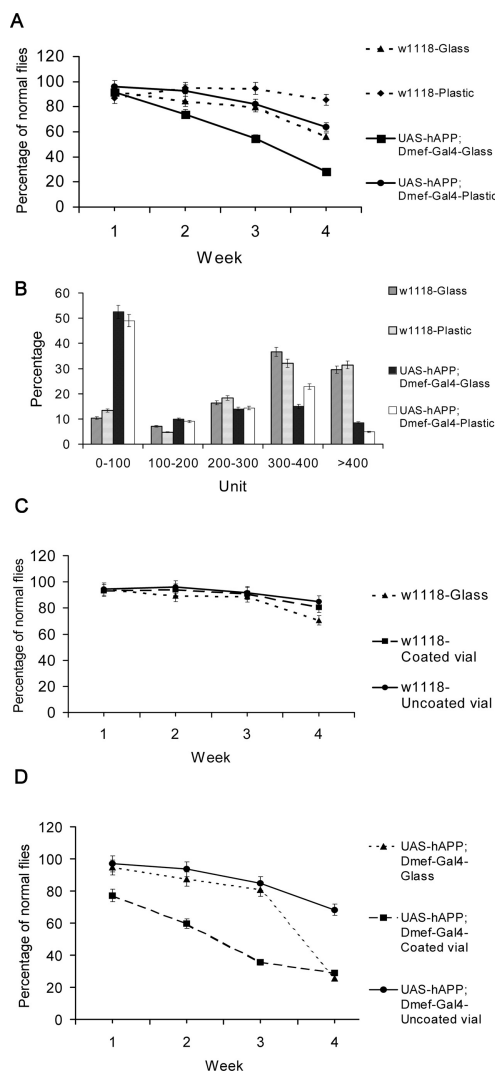 A
Percentage of normal flies
120
100
80
60
40
20
0
1 2 3 4
Week
w1118-Glass
w1118-Plastic
UAS-hAPP;
Dmef-Gal4-Glass
UAS-hAPP;
Dmef-Gal4-Plastic
B
Percentage
60
50
40
30
20
10
0
0-100 100-200 200-300 300-400 >400
Unit
w1118-Glass
w1118-Plastic
UAS-hAPP;
Dmef-Gal4-Glass
UAS-hAPP;
Dmef-Gal4-Plastic
C
Percentage of normal flies
120
100
80
60
40
20
0
1 2 3 4
Week
w1118-Glass
w1118-
Coated vial
w1118-
Uncoated vial
D
Percentage of normal flies
120
100
80
60
40
20
0
1 2 3 4
Week
UAS-hAPP;
Dmef-Gal4-
Glass
UAS-hAPP;
Dmef-Gal4-
Coated vial
UAS-hAPP;
Dmef-Gal4-
Uncoated vial